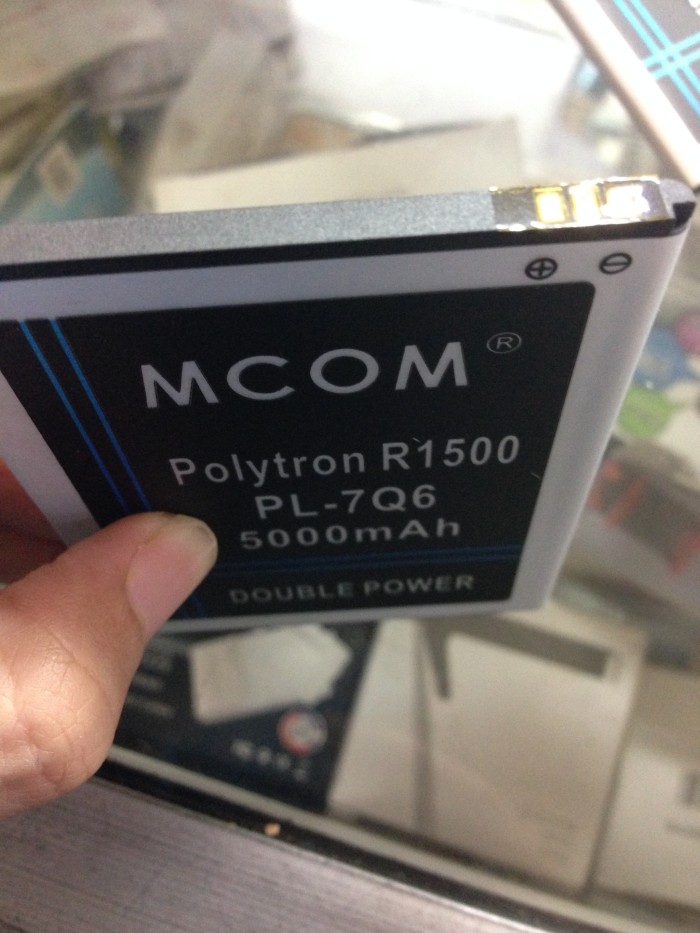 ⊕ ⊖
MCOM ®
Polytron R1500
PL-7Q6
5000mAh
DOUBLE POWER